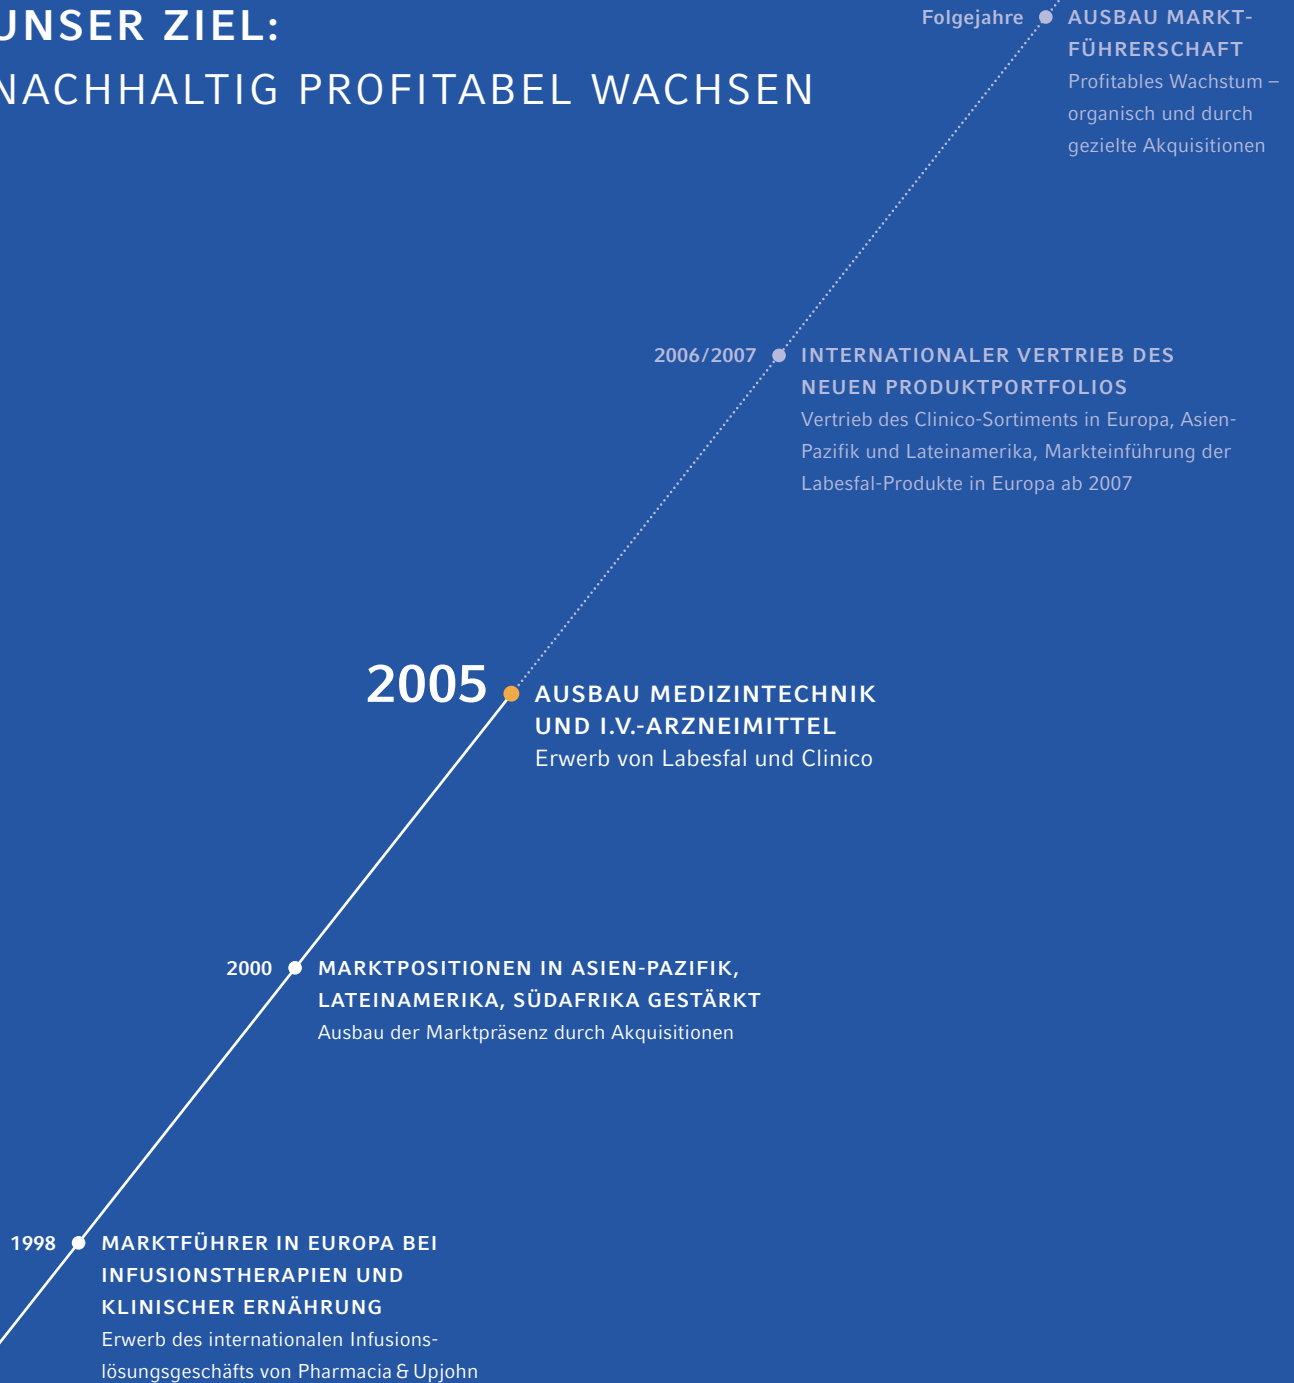 UNSER ZIEL:
NACHHALTIG PROFITABEL WACHSEN
Folgejahre
AUSBAU MARKT-
FÜHRERSCHAFT
Profitables Wachstum –
organisch und durch
gezielte Akquisitionen
2006/2007
INTERNATIONALER VERTRIEB DES
NEUEN PRODUKTPORTFOLIOS
Vertrieb des Clinico-Sortiments in Europa, Asien-
Pazifik und Lateinamerika, Markteinführung der
Labesfal-Produkte in Europa ab 2007
2005
AUSBAU MEDIZINTECHNIK
UND I.V.-ARZNEIMITTEL
Erwerb von Labesfal und Clinico
2000
MARKTPOSITIONEN IN ASIEN-PAZIFIK,
LATEINAMERIKA, SÜDAFRIKA GESTÄRKT
Ausbau der Marktpräsenz durch Akquisitionen
1998
MARKTFÜHRER IN EUROPA BEI
INFUSIONSTHERAPIEN UND
KLINISCHER ERNÄHRUNG
Erwerb des internationalen Infusions-
lösungsgeschäfts von Pharmacia & Upjohn